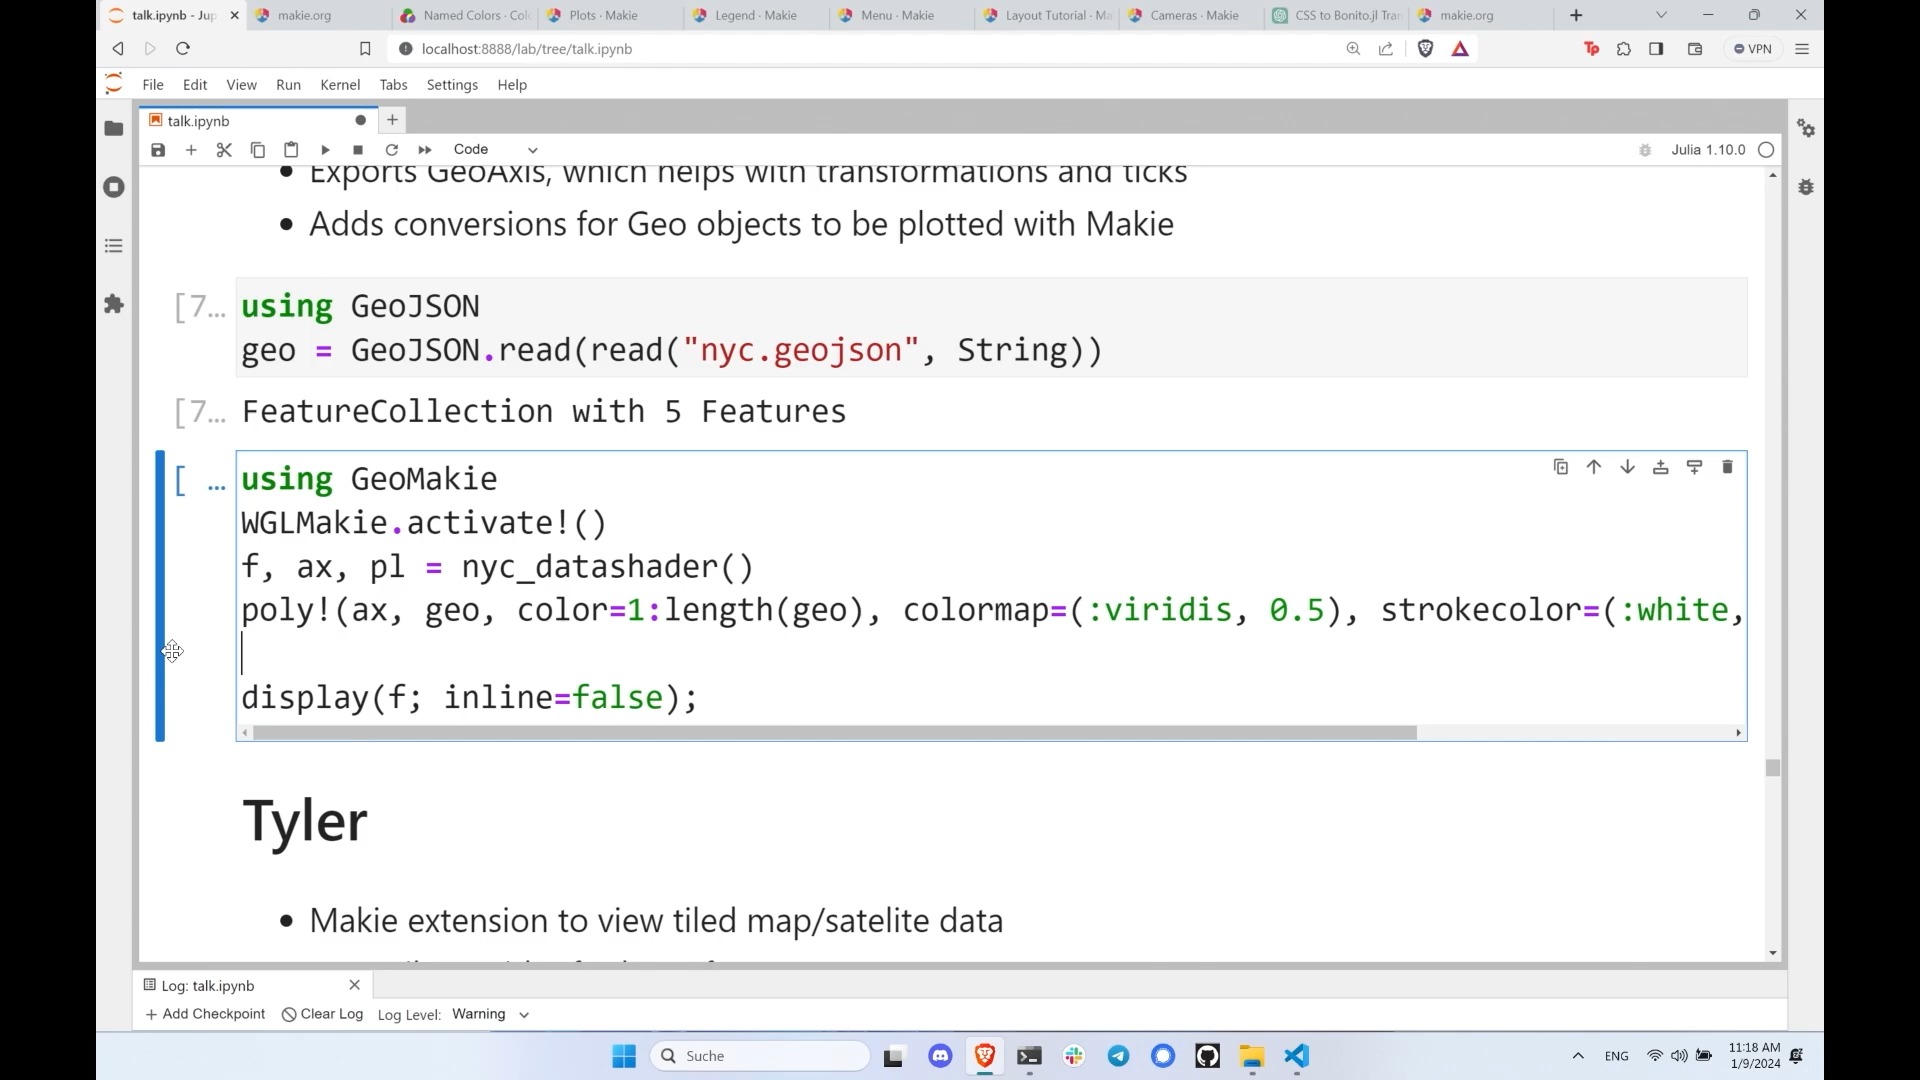 talk.ipynb - Jup
makie.org
Named Colors · Col
Plots · Makie
Legend · Makie
Menu · Makie
Layout Tutorial · Ma
Cameras · Makie
CSS to Bonito.jl Tran
makie.org
localhost:8888/lab/tree/talk.ipynb
Tp
VPN
File Edit View Run Kernel Tabs Settings Help
talk.ipynb
Code
Julia 1.10.0
• Exports GeoAxis, which helps with transformations and ticks
• Adds conversions for Geo objects to be plotted with Makie
[7…
using GeoJSON
geo = GeoJSON.read(read("nyc.geojson", String))
[7…
FeatureCollection with 5 Features
[ …
using GeoMakie
WGLMakie.activate!()
f, ax, pl = nyc_datashader()
poly!(ax, geo, color=1:length(geo), colormap=(:viridis, 0.5), strokecolor=(:white,
display(f; inline=false);
Tyler
• Makie extension to view tiled map/satelite data
Log: talk.ipynb
Add Checkpoint
Clear Log
Log Level: Warning
Suche
ENG
11:18 AM
1/9/2024